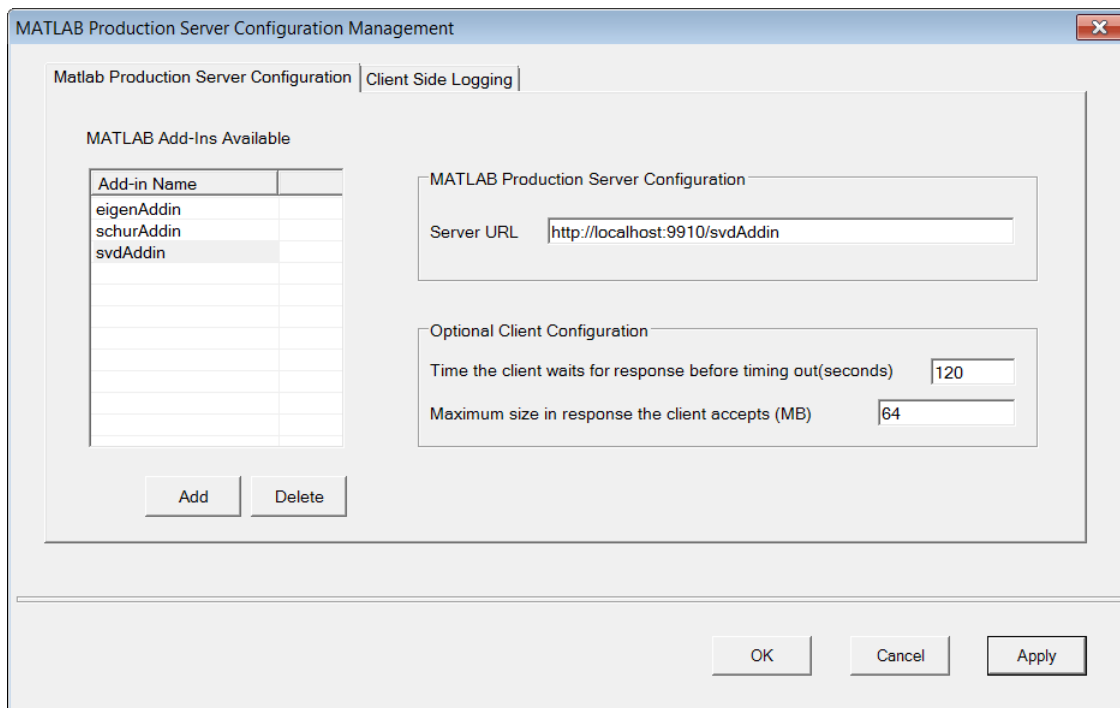 MATLAB Production Server Configuration Management
Matlab Production Server Configuration
Client Side Logging
MATLAB Add-Ins Available
Add-in Name
eigenAddin
schurAddin
svdAddin
Add
Delete
MATLAB Production Server Configuration
Server URL
http://localhost:9910/svdAddin
Optional Client Configuration
Time the client waits for response before timing out(seconds)
120
Maximum size in response the client accepts (MB)
64
OK
Cancel
Apply